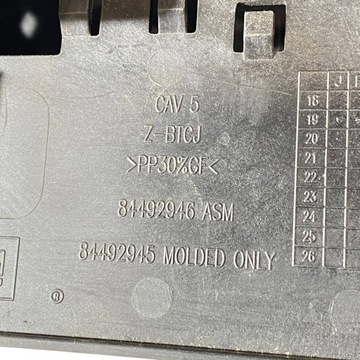 CAV 5
Z-BTCJ
>PP30%GF<
84492946 ASM
84492945 MOLDED ONLY
J
18
19
20
21
22
23
24
25
26
®